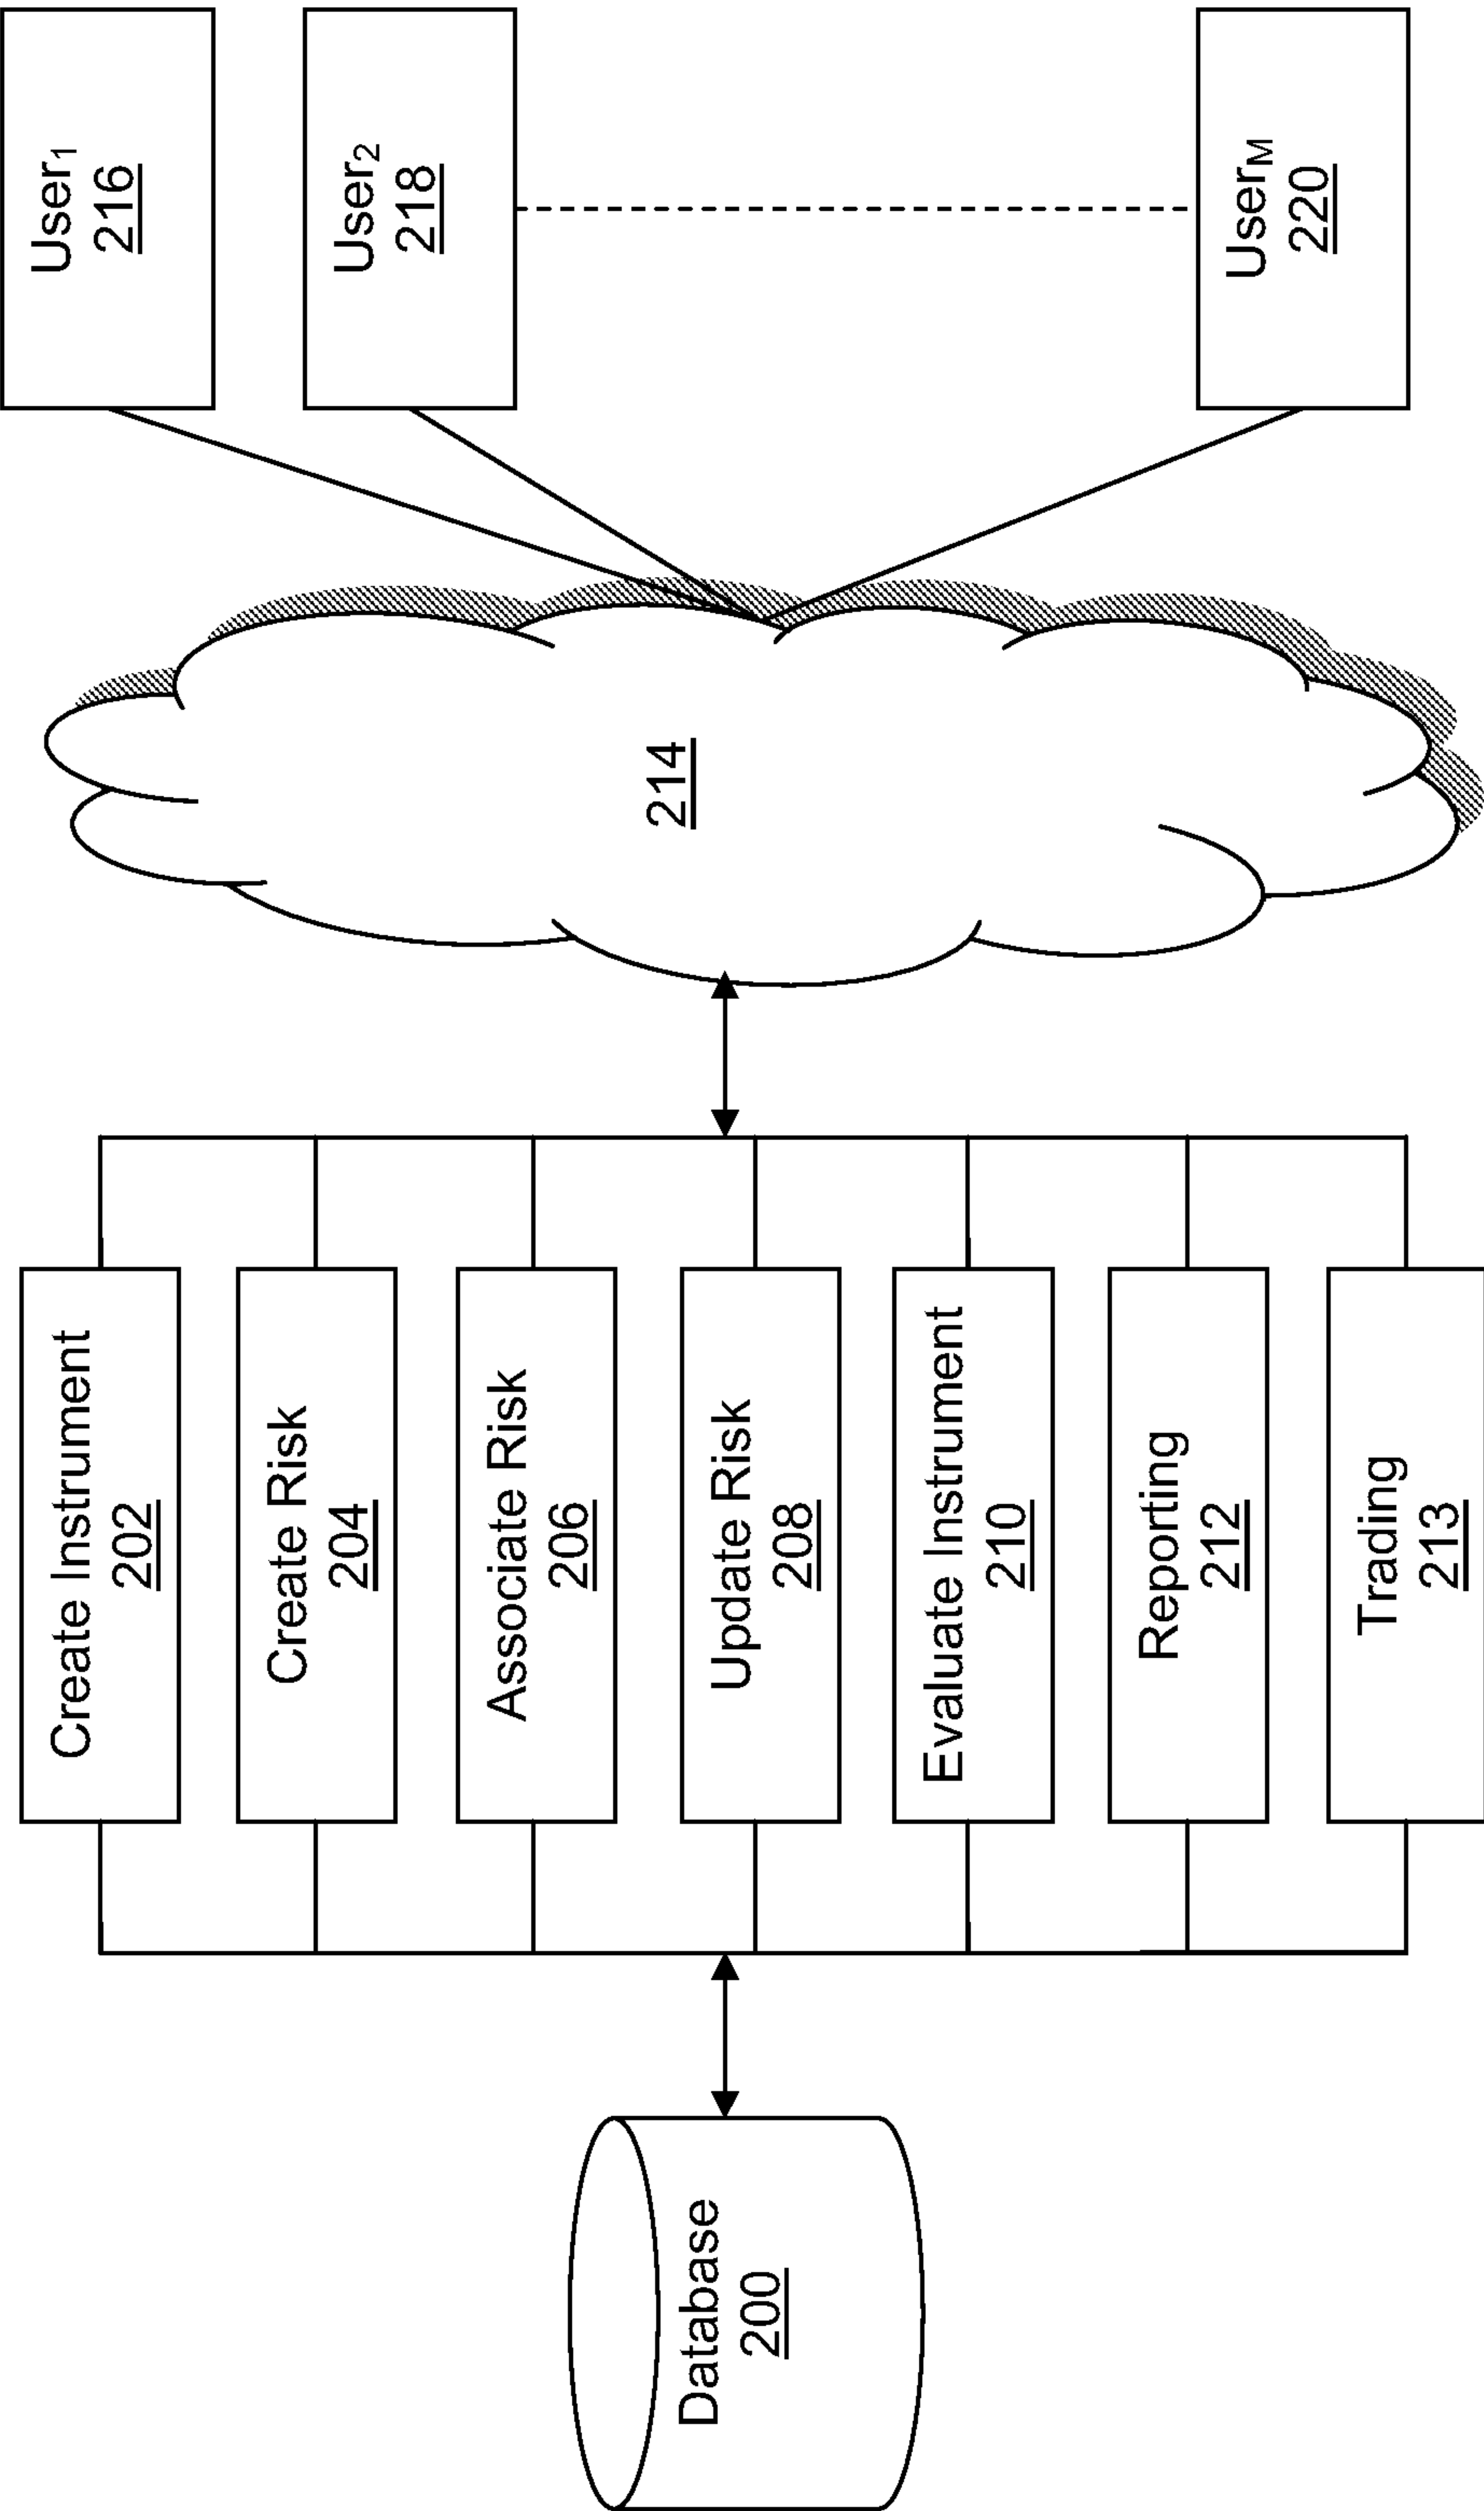 Database
200
Create Instrument
202
Create Risk
204
Associate Risk
206
Update Risk
208
Evaluate Instrument
210
Reporting
212
Trading
213
214
User1
216
User2
218
UserM
220